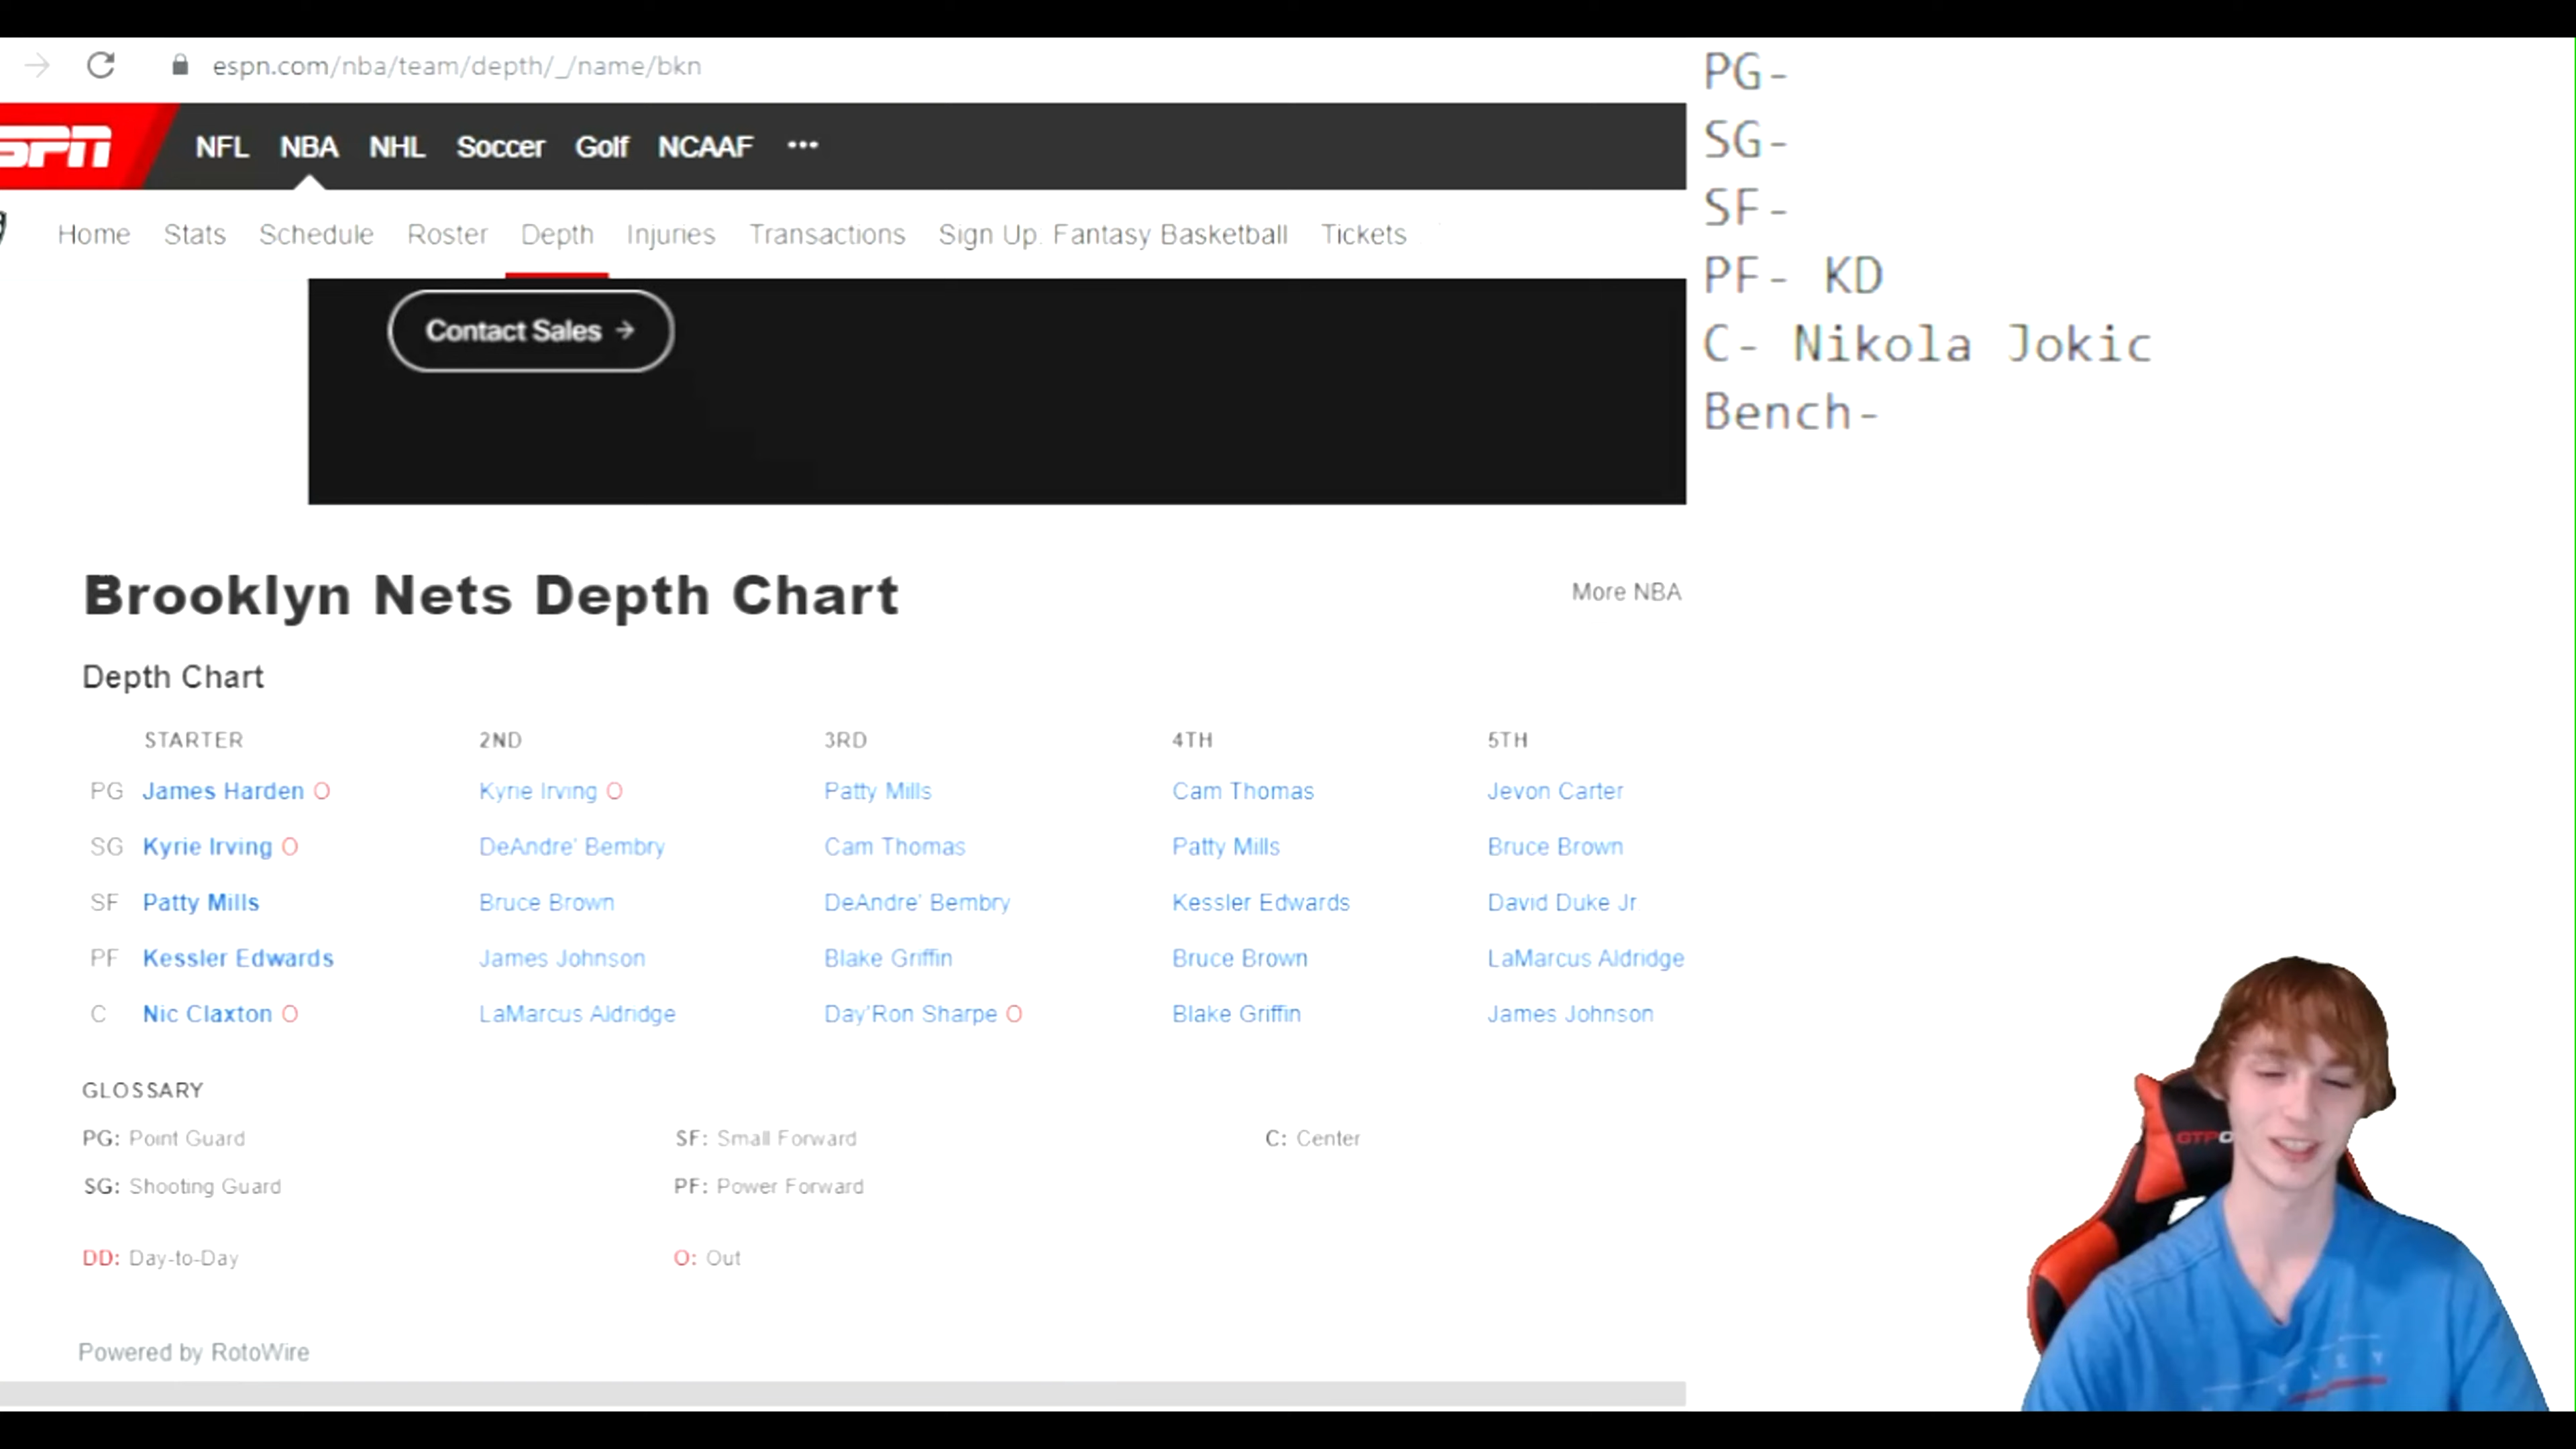 espn.com/nba/team/depth/_/name/bkn
ESPN NFL NBA NHL Soccer Golf NCAAF •••
Home Stats Schedule Roster Depth Injuries Transactions Sign Up: Fantasy Basketball Tickets
Contact Sales →
Brooklyn Nets Depth Chart
More NBA
Depth Chart
STARTER 2ND 3RD 4TH 5TH
PG James Harden O Kyrie Irving O Patty Mills Cam Thomas Jevon Carter
SG Kyrie Irving O DeAndre' Bembry Cam Thomas Patty Mills Bruce Brown
SF Patty Mills Bruce Brown DeAndre' Bembry Kessler Edwards David Duke Jr
PF Kessler Edwards James Johnson Blake Griffin Bruce Brown LaMarcus Aldridge
C Nic Claxton O LaMarcus Aldridge Day'Ron Sharpe O Blake Griffin James Johnson
GLOSSARY
PG: Point Guard SF: Small Forward C: Center
SG: Shooting Guard PF: Power Forward
DD: Day-to-Day O: Out
Powered by RotoWire
PG-
SG-
SF-
PF- KD
C- Nikola Jokic
Bench-